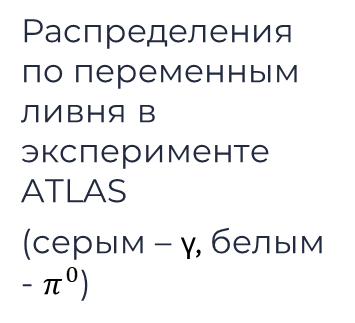 Распределения
по переменным
ливня в
эксперименте
ATLAS
(серым – γ, белым
- π⁰)